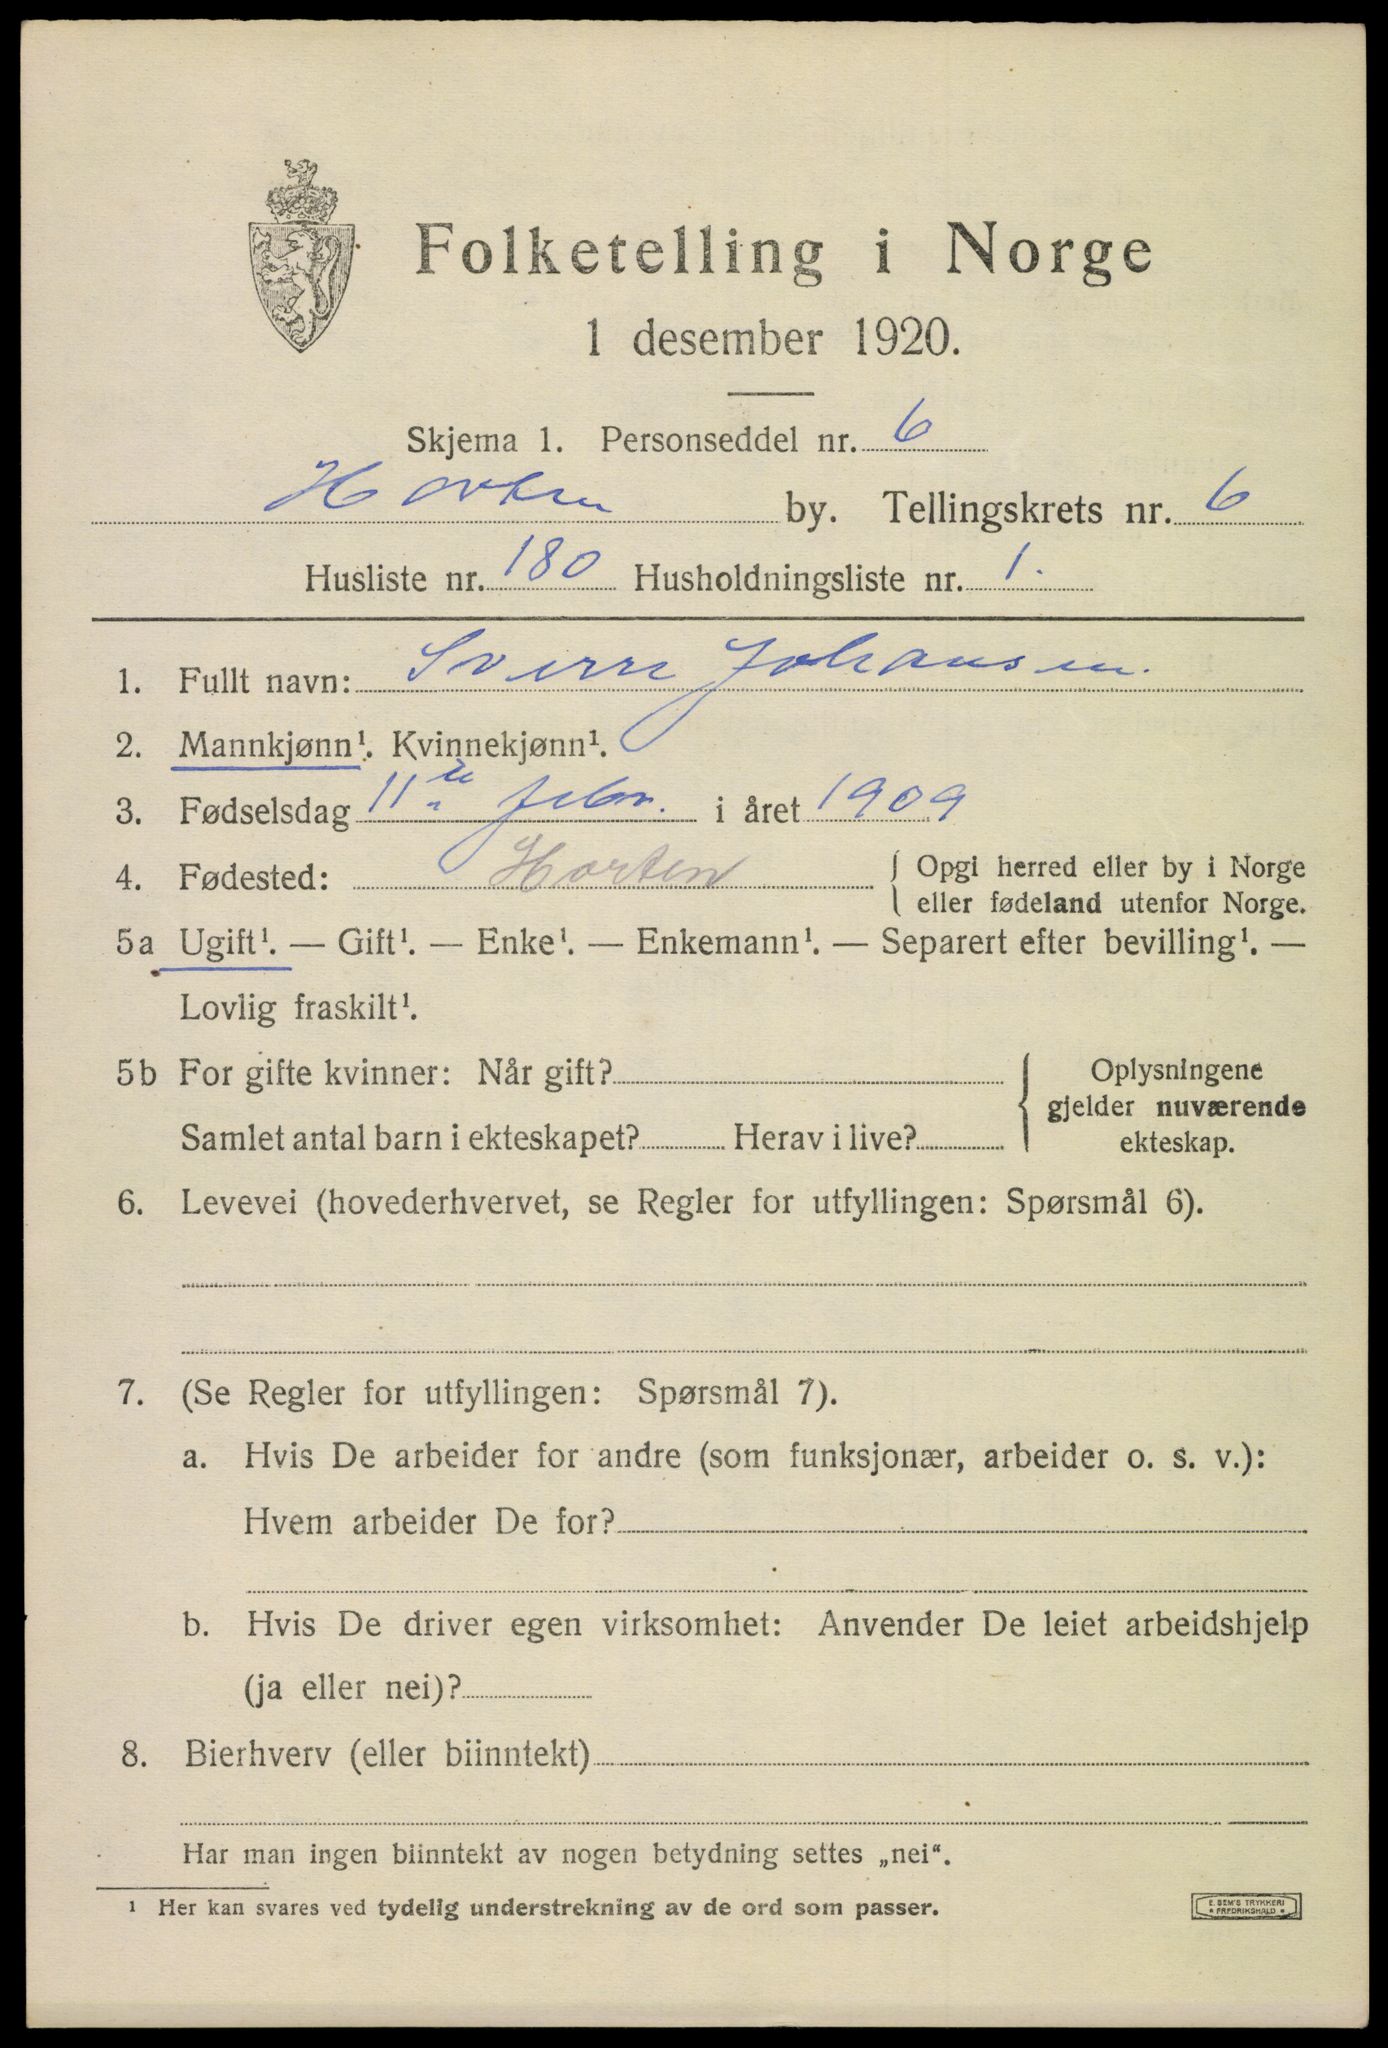 Folketelling i Norge
1 desember 1920.
Skjema 1. Personseddel nr. 6
Horten by. Tellingskrets nr. 6
Husliste nr. 180 Husholdningsliste nr. 1.
1. Fullt navn: Sverre Johansen.
2. Mannkjønn¹. Kvinnekjønn¹.
3. Fødselsdag 11te febr. i året 1909
4. Fødested: Horten { Opgi herred eller by i Norge
eller fødeland utenfor Norge.
5a Ugift¹. — Gift¹. — Enke¹. — Enkemann¹. — Separert efter bevilling¹. —
Lovlig fraskilt¹.
5b For gifte kvinner: Når gift? { Oplysningene
gjelder nuværende
Samlet antal barn i ekteskapet? Herav i live? ekteskap.
6. Levevei (hovederhvervet, se Regler for utfyllingen: Spørsmål 6).
7. (Se Regler for utfyllingen: Spørsmål 7).
a. Hvis De arbeider for andre (som funksjonær, arbeider o. s. v.):
Hvem arbeider De for?
b. Hvis De driver egen virksomhet: Anvender De leiet arbeidshjelp
(ja eller nei)?
8. Bierhverv (eller biinntekt)
Har man ingen biinntekt av nogen betydning settes „nei“.
¹ Her kan svares ved tydelig understrekning av de ord som passer.
E. SEM'S TRYKKERI
* FREDRIKSHALD *